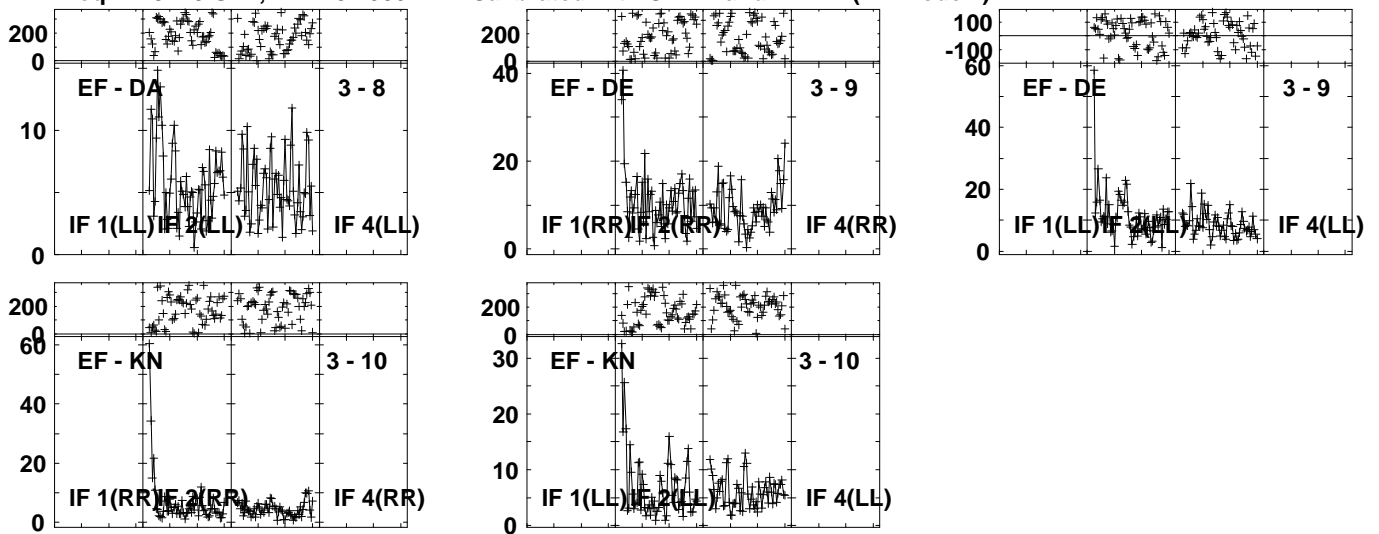 200
0
EF - DA
3 - 8
10
0
IF 1(LL)
IF 2(LL)
IF 4(LL)
200
0
40
EF - DE
3 - 9
20
0
IF 1(RR)
IF 2(RR)
IF 4(RR)
100
-100
60
EF - DE
3 - 9
40
20
0
IF 1(LL)
IF 2(LL)
IF 4(LL)
200
0
60
EF - KN
3 - 10
40
20
0
IF 1(RR)
IF 2(RR)
IF 4(RR)
200
0
30
EF - KN
3 - 10
20
10
0
IF 1(LL)
IF 2(LL)
IF 4(LL)